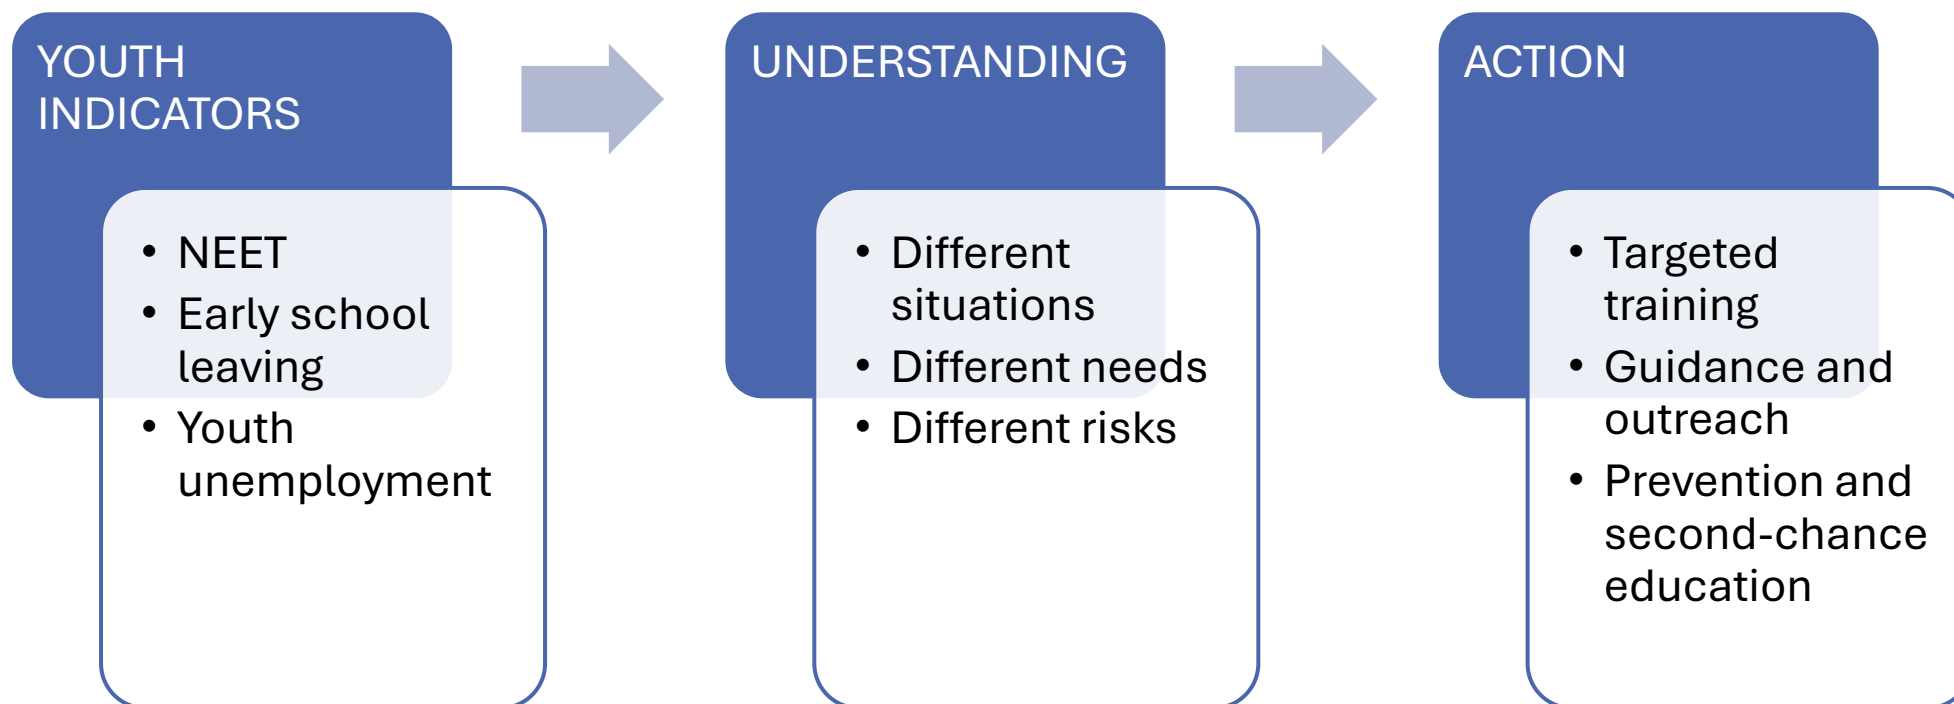 YOUTH
INDICATORS
• NEET
• Early school
leaving
• Youth
unemployment
UNDERSTANDING
• Different
situations
• Different needs
• Different risks
ACTION
• Targeted
training
• Guidance and
outreach
• Prevention and
second-chance
education